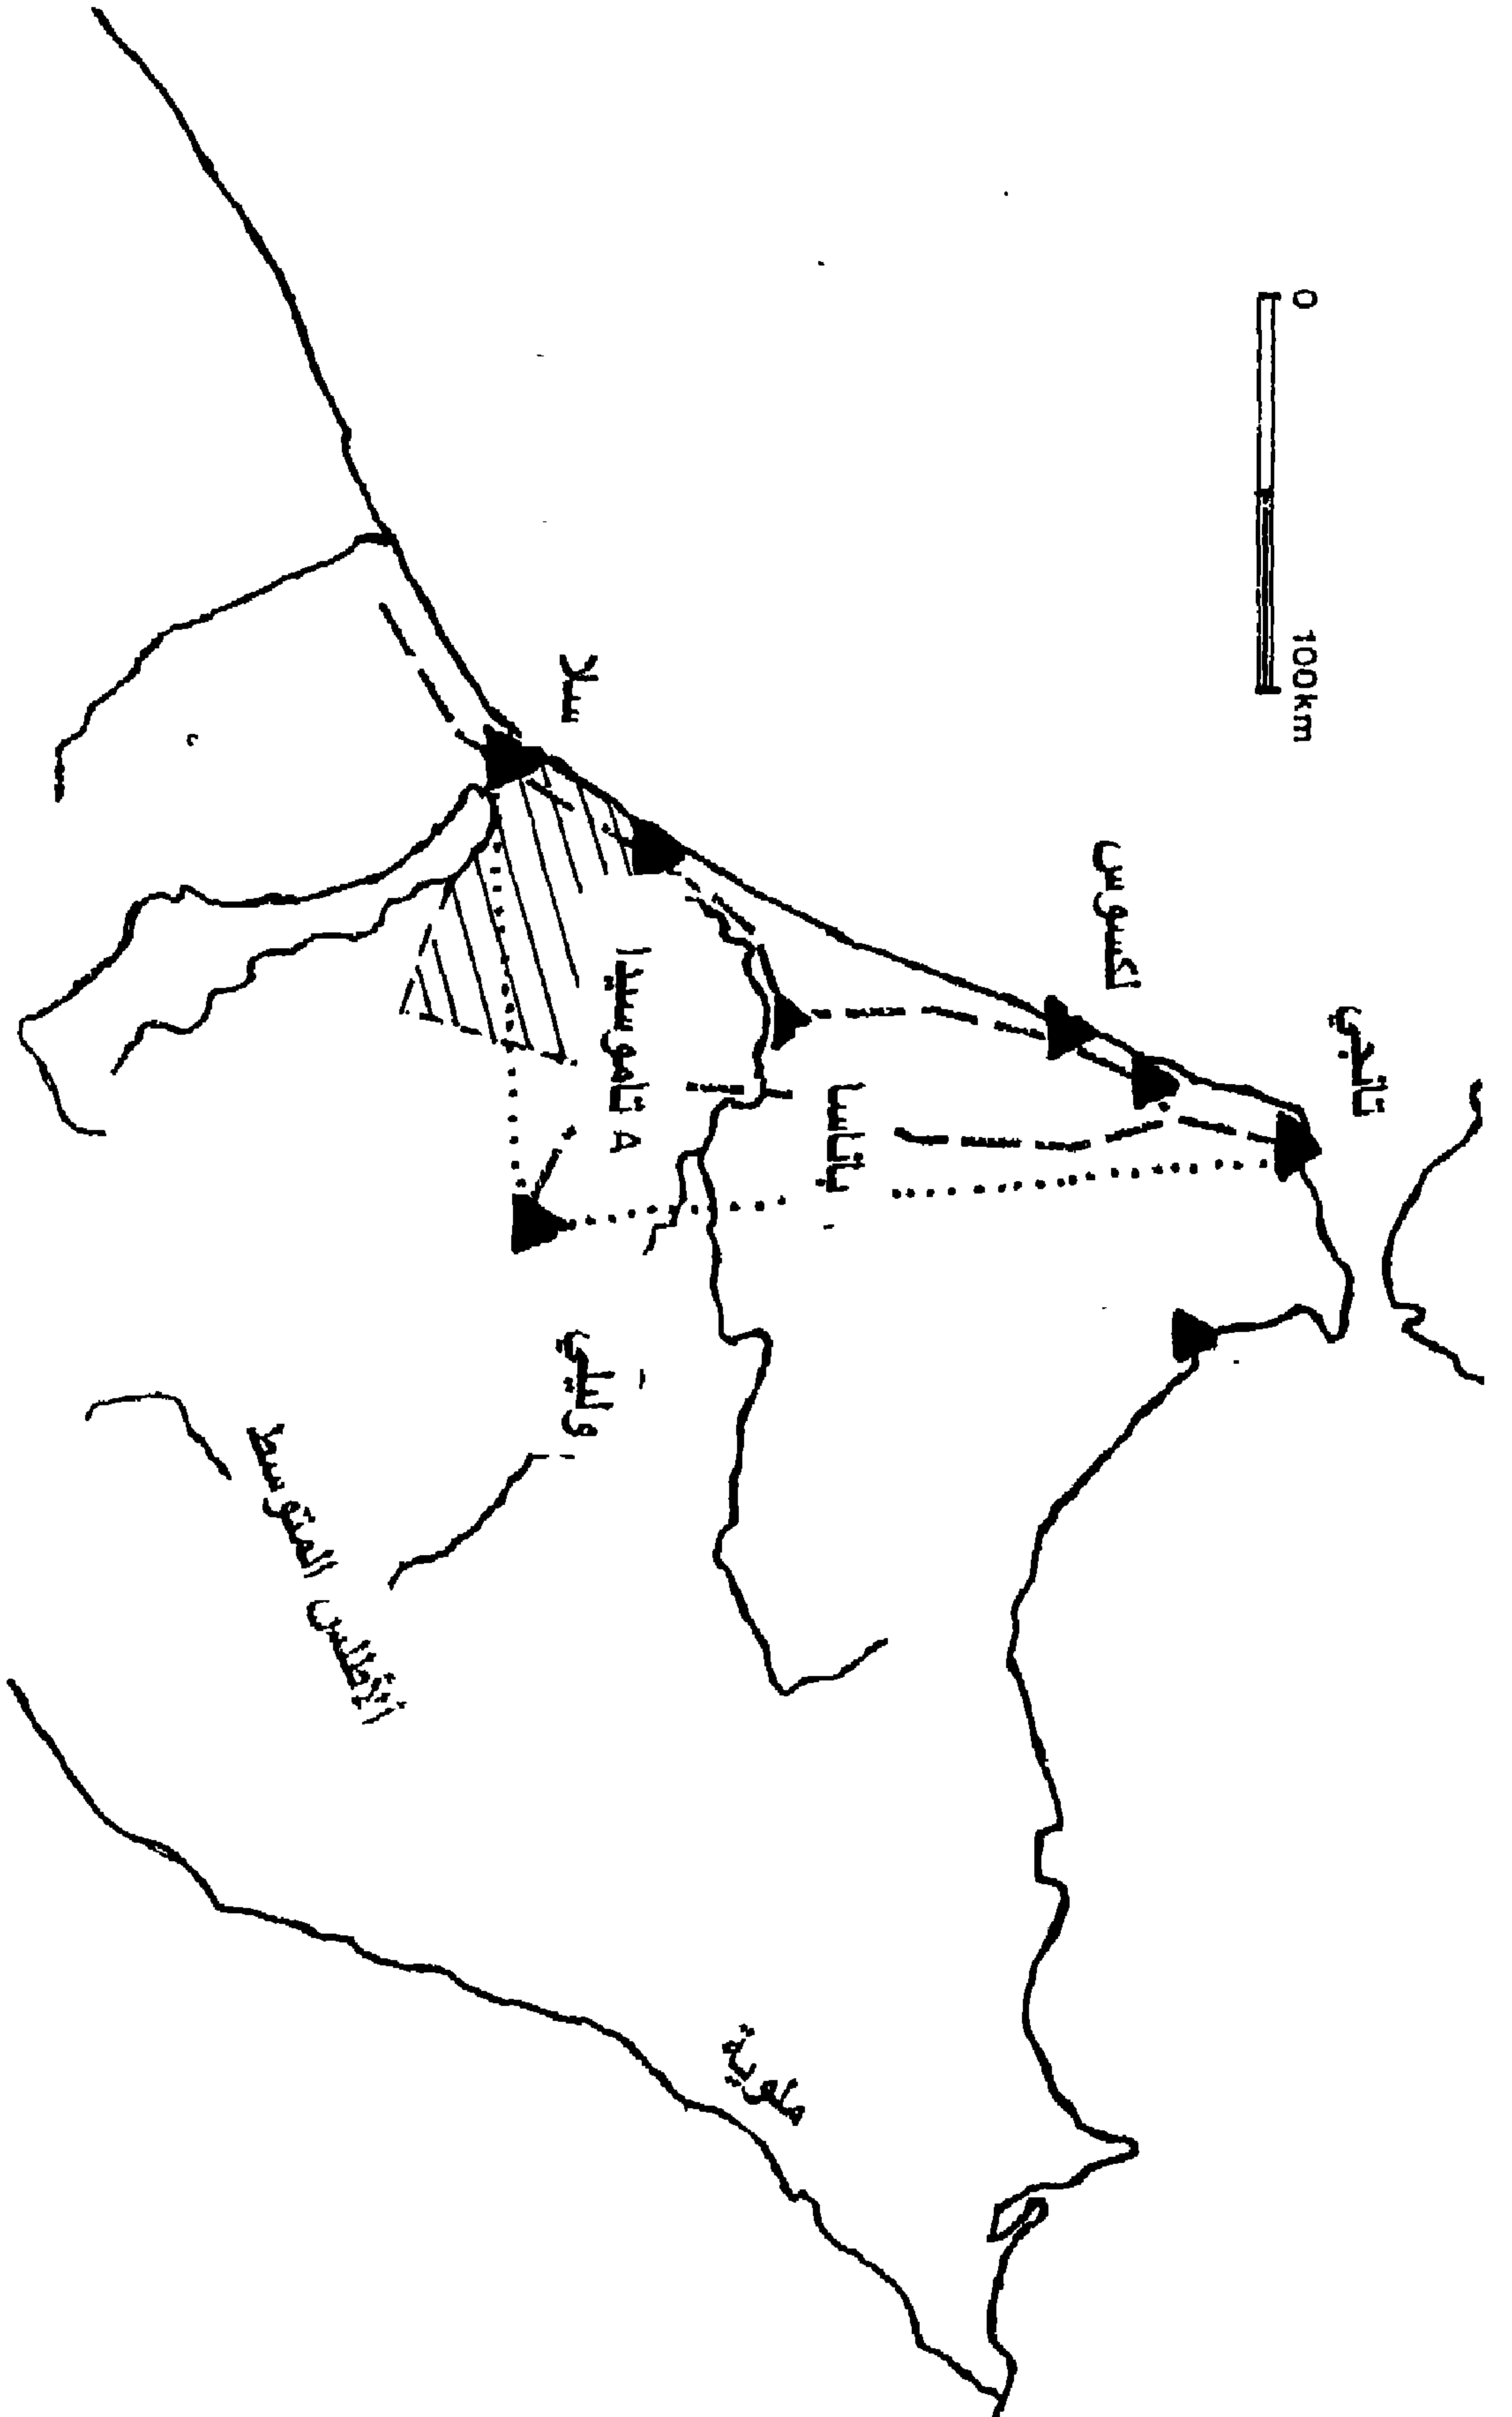 0 100km
تانجي
لكسوس
باناسا
سلا
تاموسيدا
وليلي
ملوية
الأطلس المتوسط